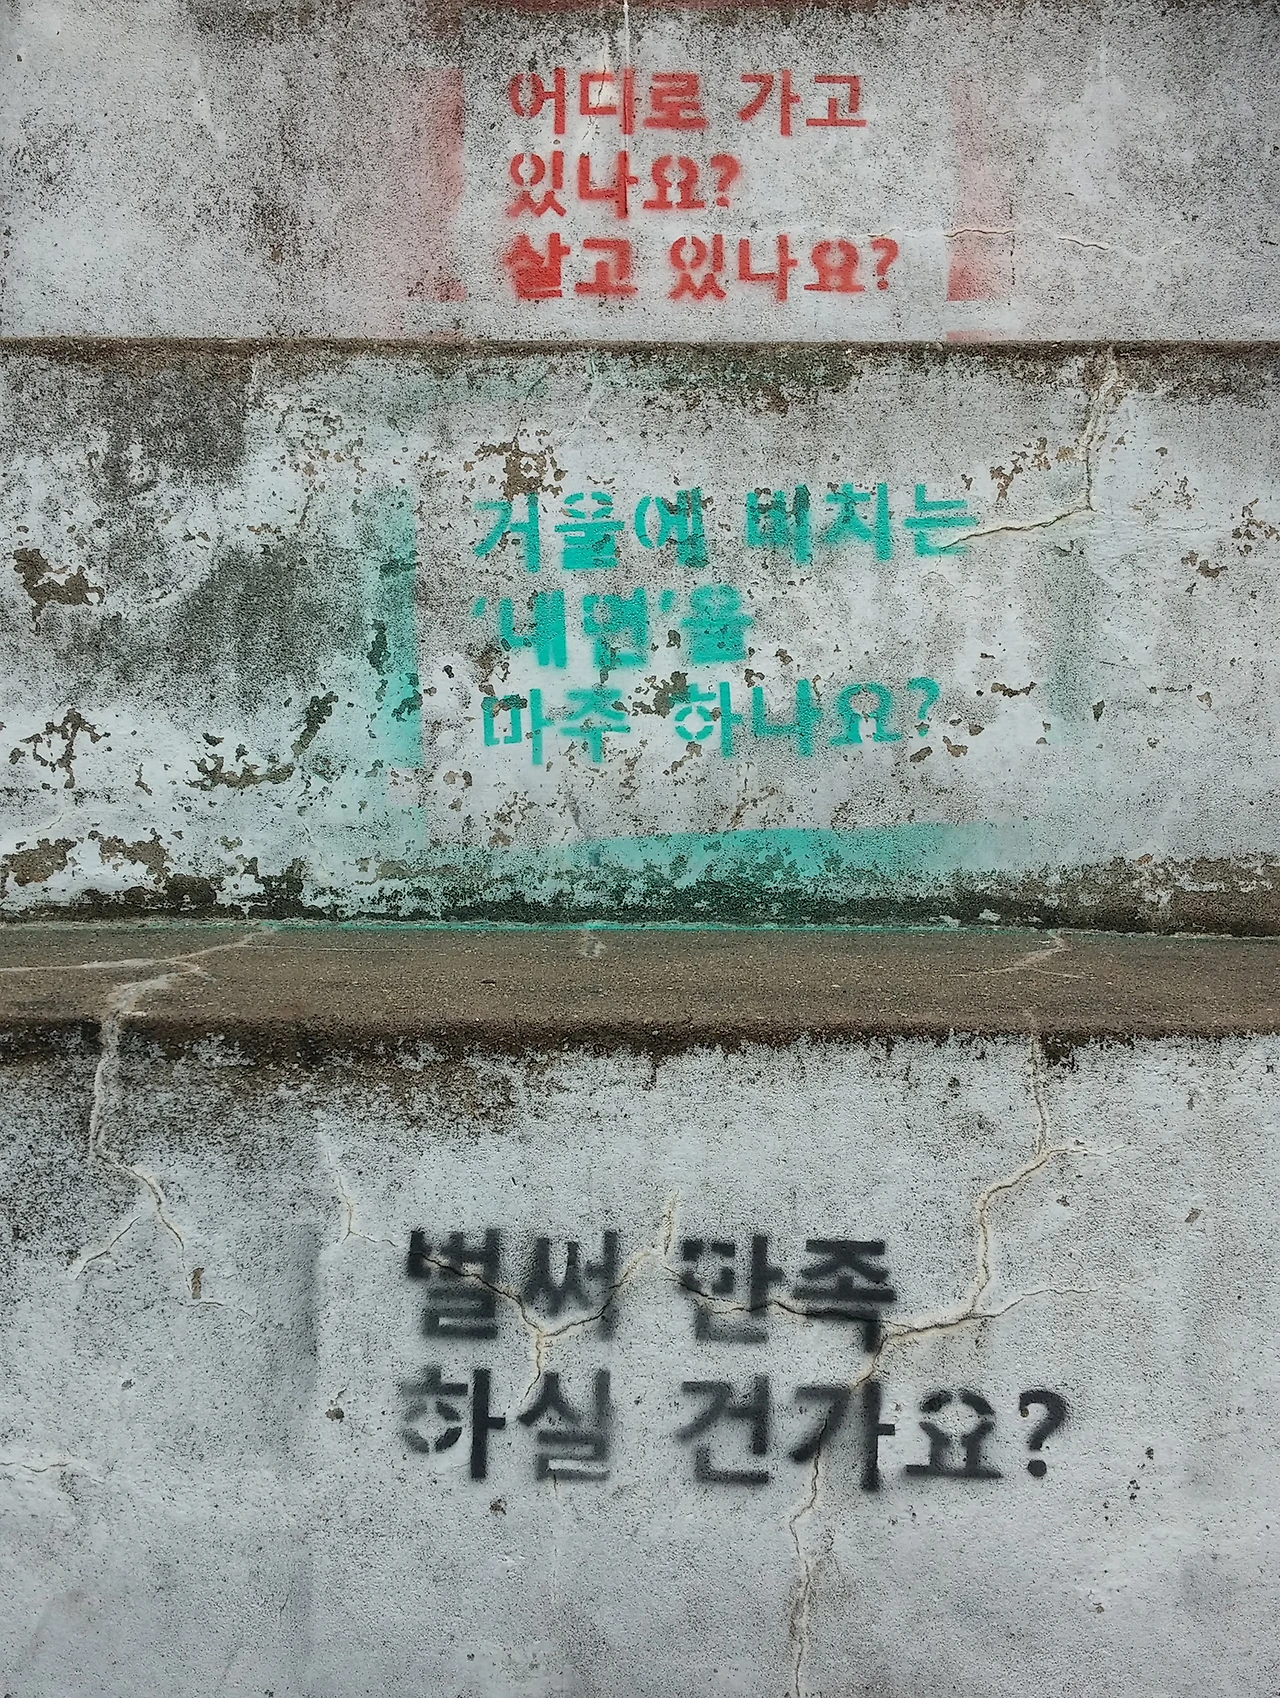 어디로 가고
있나요?
살고 있나요?
거울에 비치는
'내면'을
마주 하나요?
벌써 만족
하실 건가요?